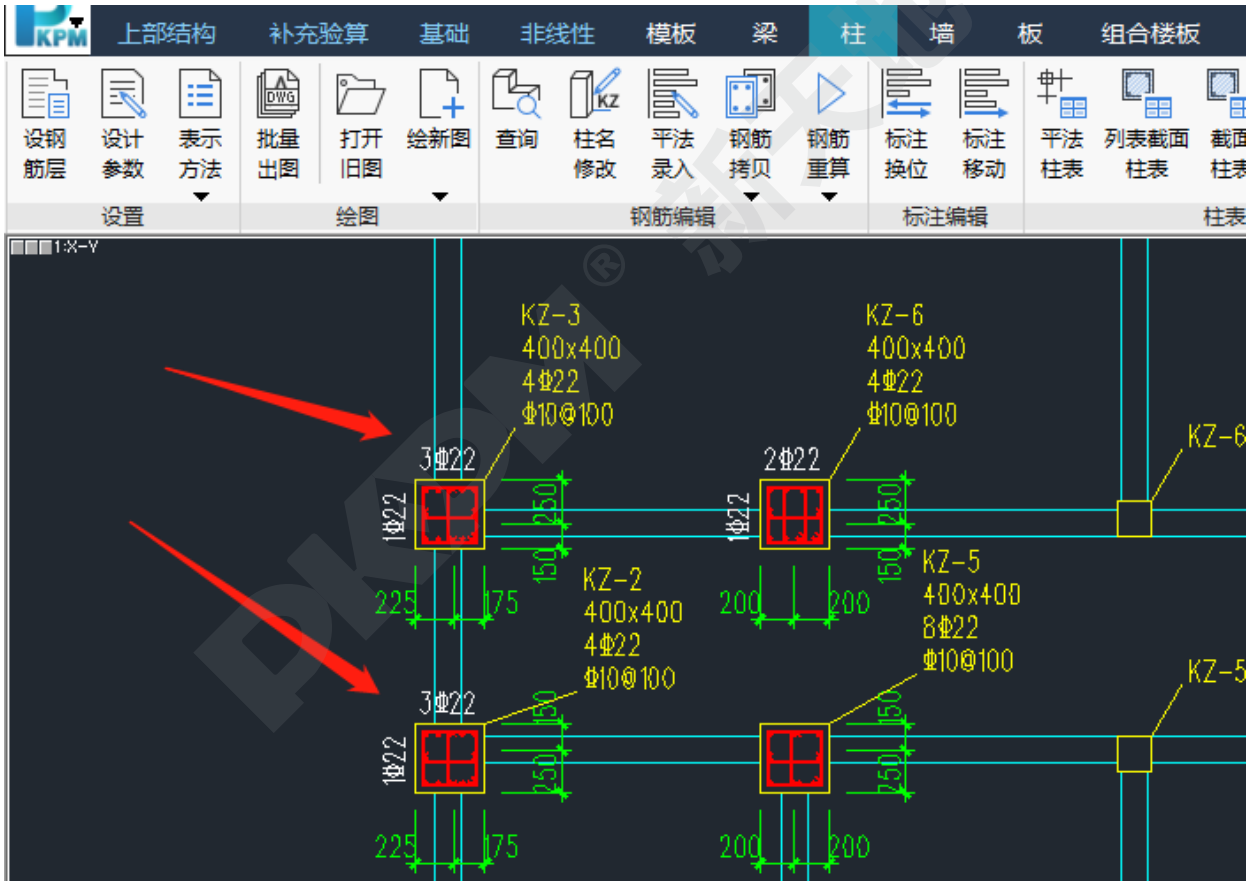 PKPM 上部结构 补充验算 基础 非线性 模板 梁 柱 墙 板 组合楼板
DWG KZ
设钢筋层 设计参数 表示方法 批量出图 打开旧图 绘新图 查询 柱名修改 平法录入 钢筋拷贝 钢筋重算 标注换位 标注移动 平法柱表 列表截面柱表 截面柱表
设置 绘图 钢筋编辑 标注编辑 柱表
1:X-Y
KZ-3
400x400
4Φ22
Φ10@100
KZ-6
400x400
4Φ22
Φ10@100
KZ-6
3Φ22
1Φ22
250
150
225
175
2Φ22
1Φ22
250
150
200
200
KZ-2
400x400
4Φ22
Φ10@100
KZ-5
400x400
8Φ22
Φ10@100
KZ-5
3Φ22
1Φ22
150
250
225
175
150
250
200
200
PKPM® 新天地